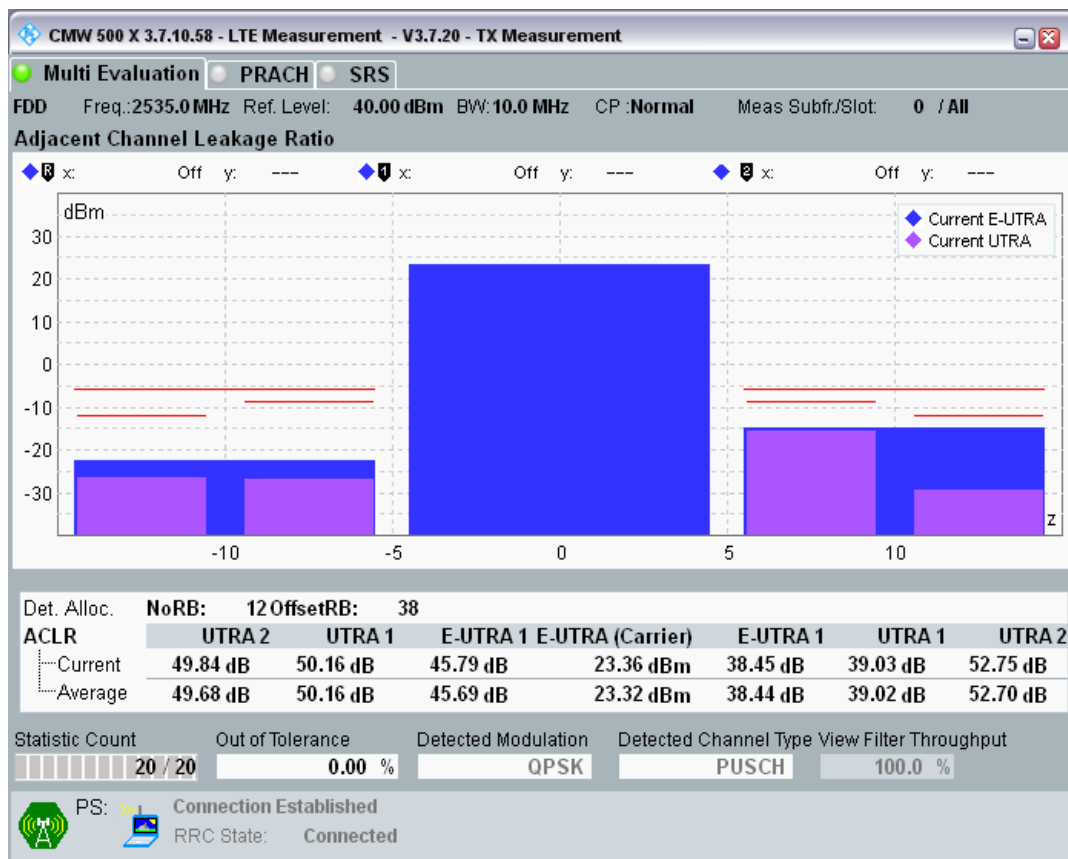 CMW 500 X 3.7.10.58 - LTE Measurement - V3.7.20 - TX Measurement
Multi Evaluation PRACH SRS
FDD Freq.:2535.0 MHz Ref. Level: 40.00 dBm BW: 10.0 MHz CP :Normal Meas Subfr./Slot: 0 / All
Adjacent Channel Leakage Ratio
R x: Off y: --- 1 x: Off y: --- 2 x: Off y: ---
dBm
Current E-UTRA
Current UTRA
30
20
10
0
-10
-20
-30
z
-10 -5 0 5 10
Det. Alloc. NoRB: 12 OffsetRB: 38
ACLR UTRA 2 UTRA 1 E-UTRA 1 E-UTRA (Carrier) E-UTRA 1 UTRA 1 UTRA 2
Current 49.84 dB 50.16 dB 45.79 dB 23.36 dBm 38.45 dB 39.03 dB 52.75 dB
Average 49.68 dB 50.16 dB 45.69 dB 23.32 dBm 38.44 dB 39.02 dB 52.70 dB
Statistic Count Out of Tolerance Detected Modulation Detected Channel Type View Filter Throughput
20 / 20 0.00 % QPSK PUSCH 100.0 %
PS: Connection Established
RRC State: Connected